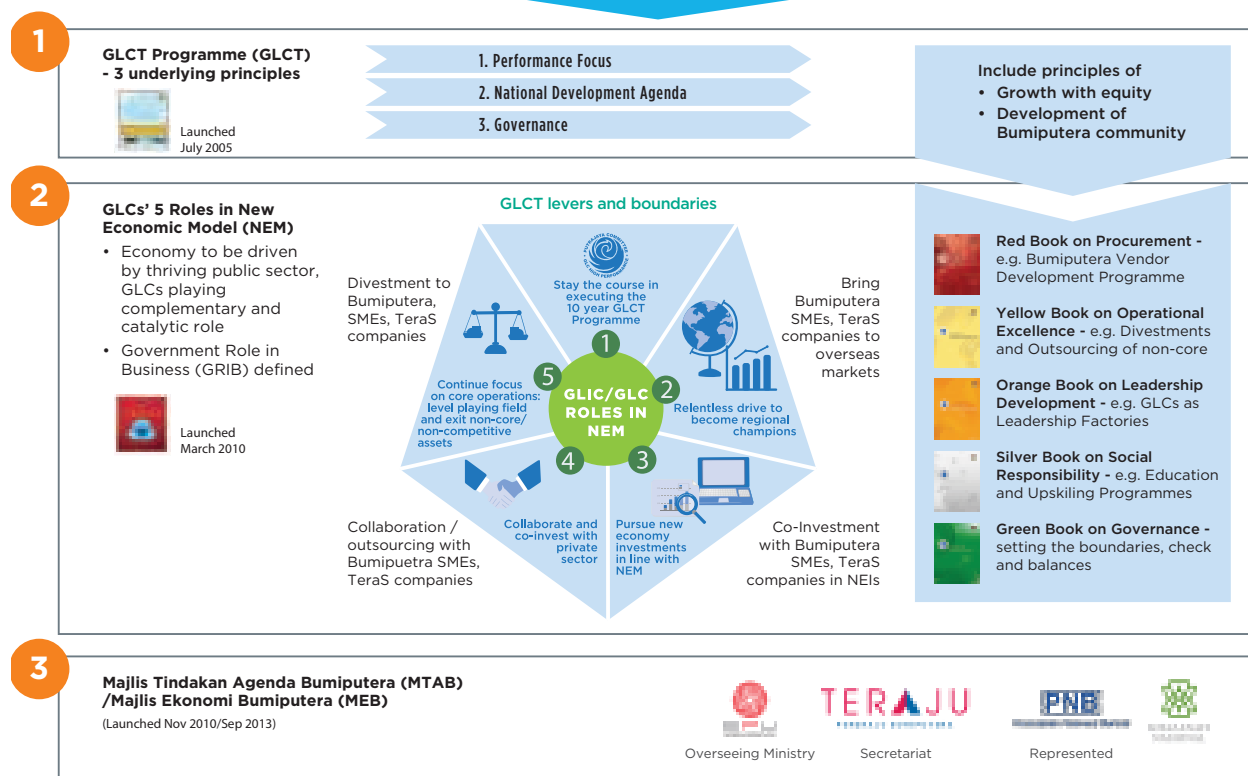 1
GLCT Programme (GLCT)
- 3 underlying principles
Launched
July 2005
1. Performance Focus
2. National Development Agenda
3. Governance
Include principles of
• Growth with equity
• Development of
Bumiputera community
2
GLCs' 5 Roles in New
Economic Model (NEM)
• Economy to be driven
by thriving public sector,
GLCs playing
complementary and
catalytic role
• Government Role in
Business (GRIB) defined
Launched
March 2010
GLCT levers and boundaries
Divestment to
Bumiputera,
SMEs, TeraS
companies
PUTRAJAYA COMMITTEE
GLC HIGH PERFORMANCE
Stay the course in
executing the
10 year GLCT
Programme
Bring
Bumiputera
SMEs, TeraS
companies to
overseas
markets
1
2
3
4
5
GLIC/GLC
ROLES IN
NEM
Continue focus
on core operations:
level playing field
and exit non-core/
non-competitive
assets
Relentless drive to
become regional
champions
Collaboration /
outsourcing with
Bumipuetra SMEs,
TeraS companies
Collaborate and
co-invest with
private
sector
Pursue new
economy
investments
in line with
NEM
Co-Investment
with Bumiputera
SMEs, TeraS
companies in NEIs
Red Book on Procurement -
e.g. Bumiputera Vendor
Development Programme
Yellow Book on Operational
Excellence - e.g. Divestments
and Outsourcing of non-core
Orange Book on Leadership
Development - e.g. GLCs as
Leadership Factories
Silver Book on Social
Responsibility - e.g. Education
and Upskiling Programmes
Green Book on Governance -
setting the boundaries, check
and balances
3
Majlis Tindakan Agenda Bumiputera (MTAB)
/Majlis Ekonomi Bumiputera (MEB)
(Launched Nov 2010/Sep 2013)
Overseeing Ministry
TERAJU
Secretariat
PNB
Represented